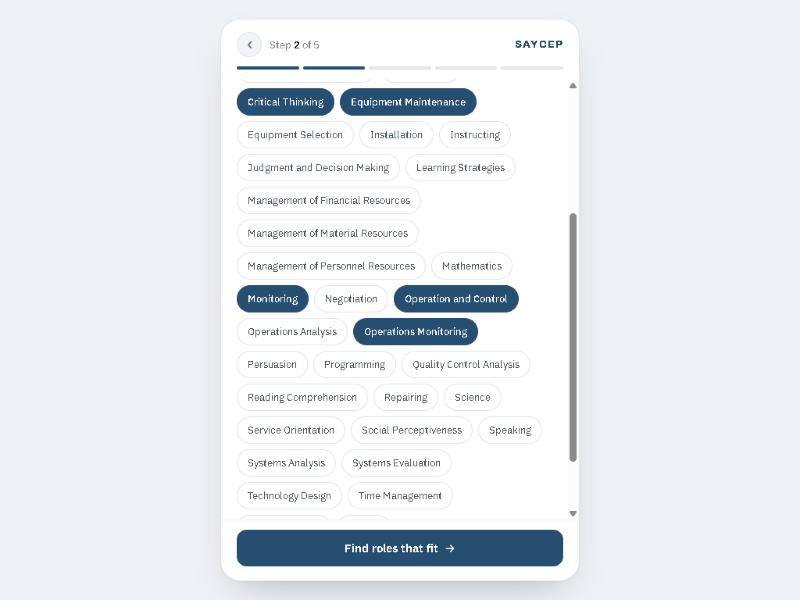 Step 2 of 5
SAYCEP
Critical Thinking Equipment Maintenance
Equipment Selection Installation Instructing
Judgment and Decision Making Learning Strategies
Management of Financial Resources
Management of Material Resources
Management of Personnel Resources Mathematics
Monitoring Negotiation Operation and Control
Operations Analysis Operations Monitoring
Persuasion Programming Quality Control Analysis
Reading Comprehension Repairing Science
Service Orientation Social Perceptiveness Speaking
Systems Analysis Systems Evaluation
Technology Design Time Management
Find roles that fit →